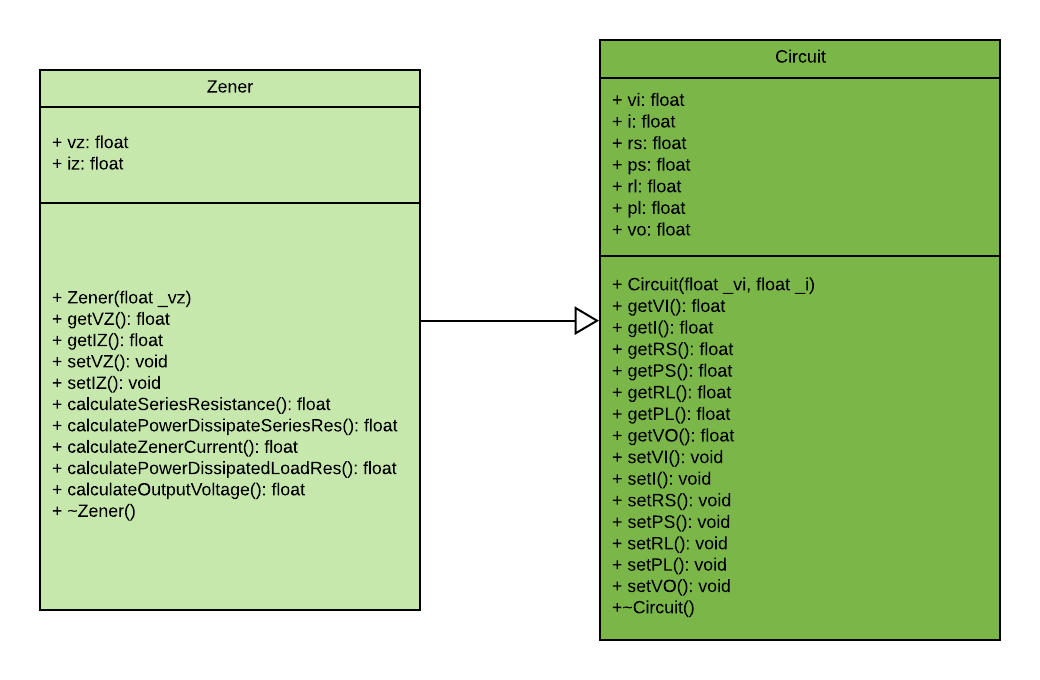 Zener
+ vz: float
+ iz: float
+ Zener(float _vz)
+ getVZ(): float
+ getIZ(): float
+ setVZ(): void
+ setIZ(): void
+ calculateSeriesResistance(): float
+ calculatePowerDissipateSeriesRes(): float
+ calculateZenerCurrent(): float
+ calculatePowerDissipatedLoadRes(): float
+ calculateOutputVoltage(): float
+ ~Zener()
Circuit
+ vi: float
+ i: float
+ rs: float
+ ps: float
+ rl: float
+ pl: float
+ vo: float
+ Circuit(float _vi, float _i)
+ getVI(): float
+ getI(): float
+ getRS(): float
+ getPS(): float
+ getRL(): float
+ getPL(): float
+ getVO(): float
+ setVI(): void
+ setI(): void
+ setRS(): void
+ setPS(): void
+ setRL(): void
+ setPL(): void
+ setVO(): void
+~Circuit()